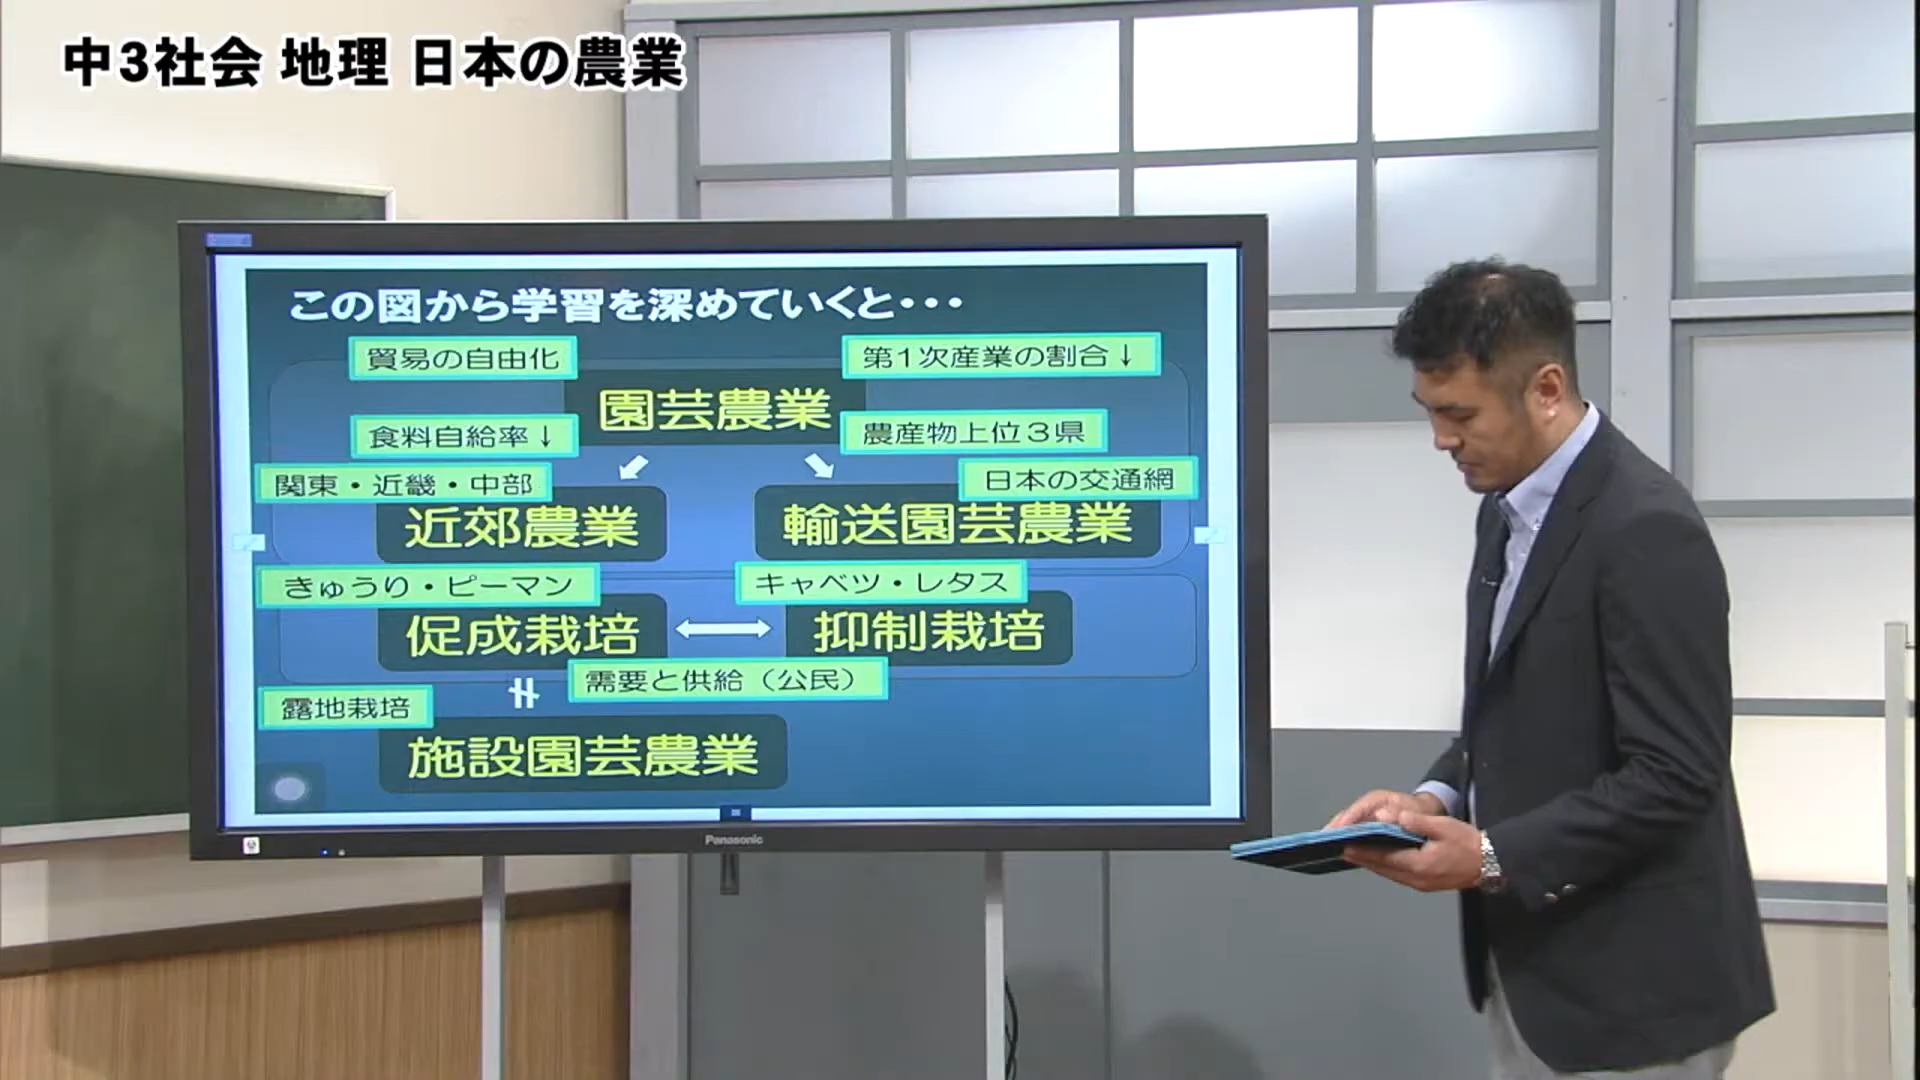 中3社会 地理 日本の農業
この図から学習を深めていくと・・・
貿易の自由化
第1次産業の割合↓
園芸農業
食料自給率↓
農産物上位3県
関東・近畿・中部
日本の交通網
近郊農業
輸送園芸農業
きゅうり・ピーマン
キャベツ・レタス
促成栽培
抑制栽培
需要と供給（公民）
露地栽培
施設園芸農業
Panasonic